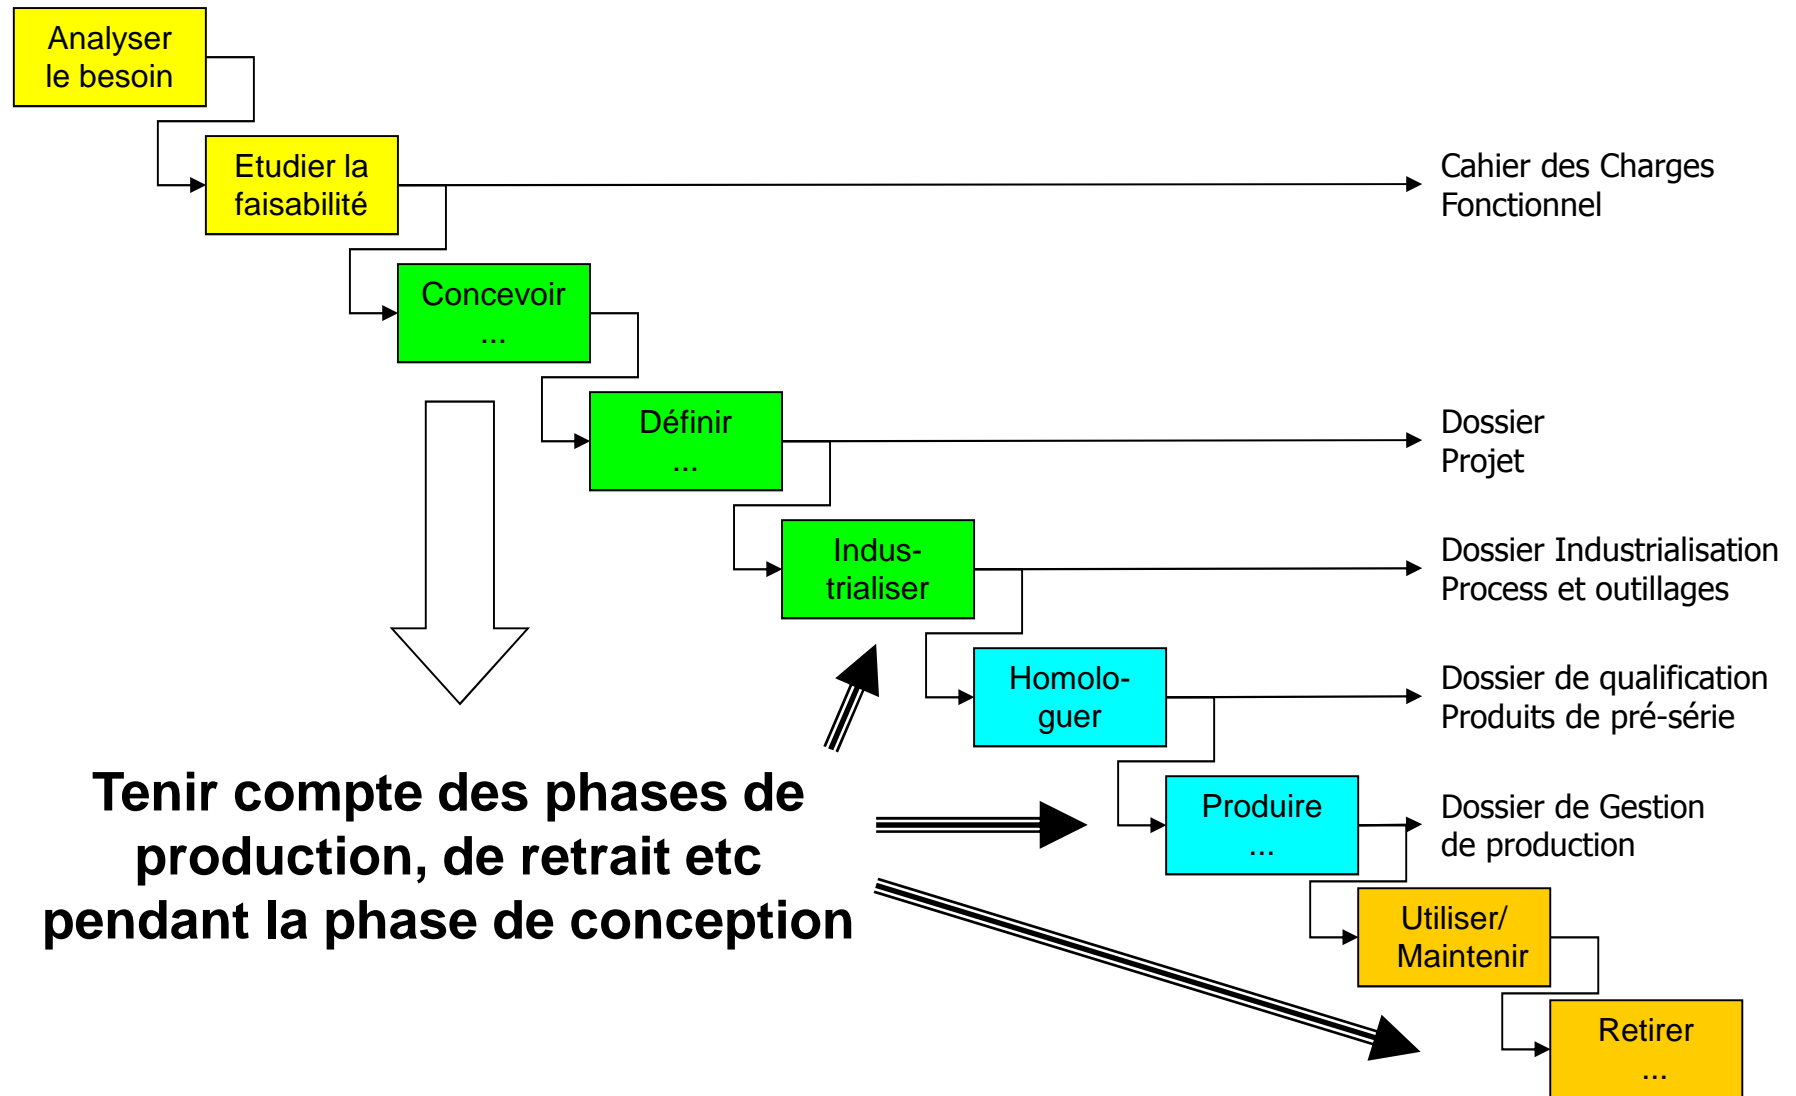 Analyser
le besoin
Etudier la
faisabilité
Cahier des Charges
Fonctionnel
Concevoir
...
Définir
...
Dossier
Projet
Indus-
trialiser
Dossier Industrialisation
Process et outillages
Homolo-
guer
Dossier de qualification
Produits de pré-série
Tenir compte des phases de
production, de retrait etc
pendant la phase de conception
Produire
...
Dossier de Gestion
de production
Utiliser/
Maintenir
Retirer
...